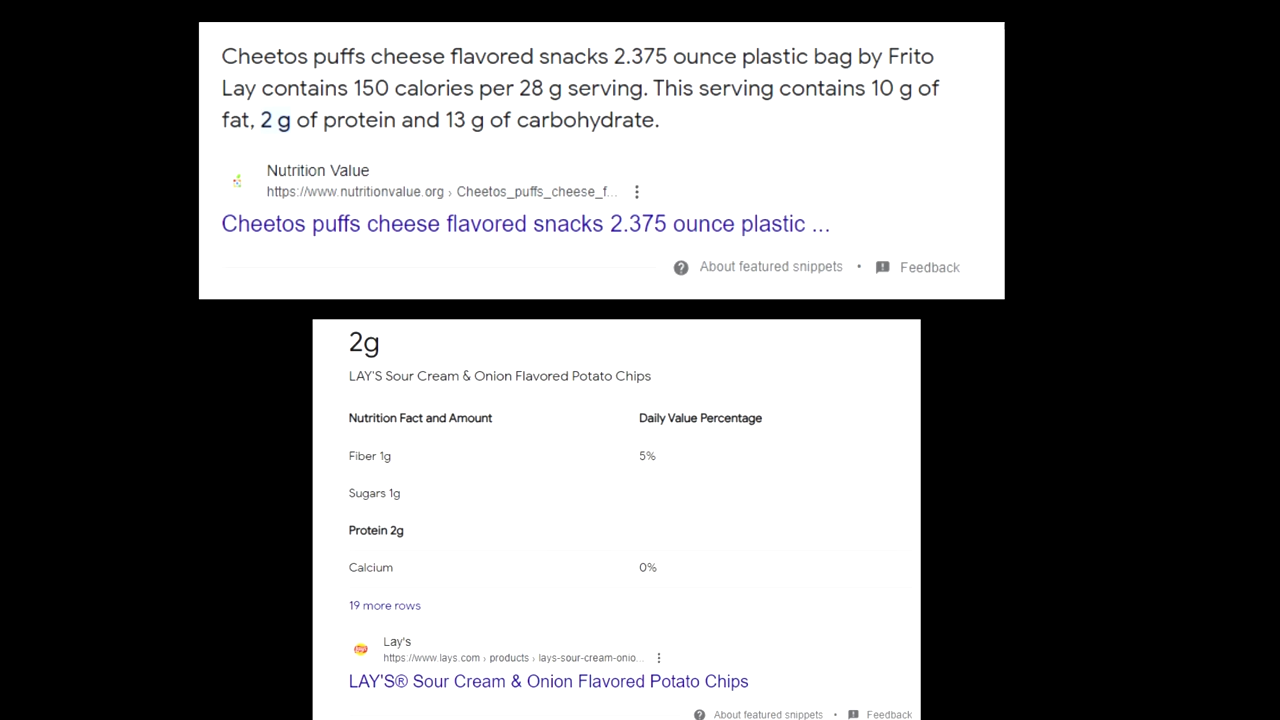 Cheetos puffs cheese flavored snacks 2.375 ounce plastic bag by Frito
Lay contains 150 calories per 28 g serving. This serving contains 10 g of
fat, 2 g of protein and 13 g of carbohydrate.
Nutrition Value
https://www.nutritionvalue.org › Cheetos_puffs_cheese_f...
Cheetos puffs cheese flavored snacks 2.375 ounce plastic ...
About featured snippets • Feedback
2g
LAY'S Sour Cream & Onion Flavored Potato Chips
Nutrition Fact and Amount Daily Value Percentage
Fiber 1g 5%
Sugars 1g
Protein 2g
Calcium 0%
19 more rows
Lay's
https://www.lays.com › products › lays-sour-cream-onio...
LAY'S® Sour Cream & Onion Flavored Potato Chips
About featured snippets • Feedback